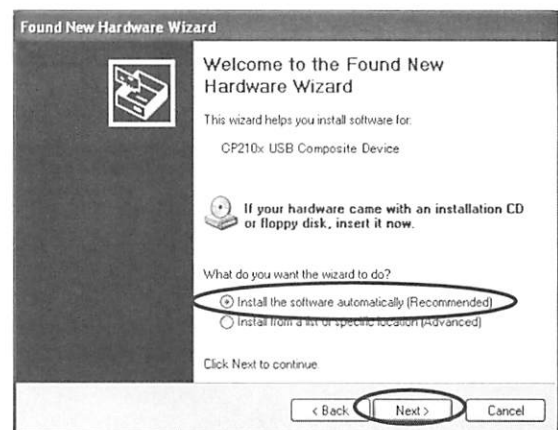 Found New Hardware Wizard
Welcome to the Found New
Hardware Wizard
This wizard helps you install software for:
CP210x USB Composite Device
If your hardware came with an installation CD
or floppy disk, insert it now.
What do you want the wizard to do?
Install the software automatically (Recommended)
Install from a list or specific location (Advanced)
Click Next to continue.
< Back
Next >
Cancel